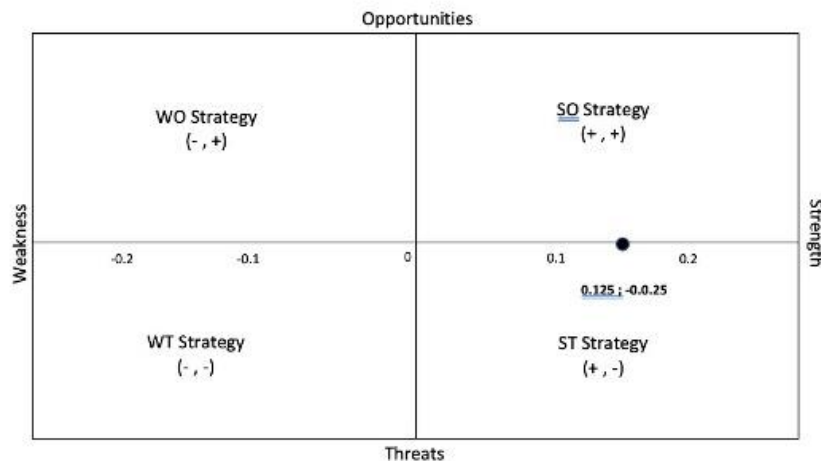 Opportunities
WO Strategy
(- , +)
SO Strategy
(+ , +)
Weakness
Strength
-0.2
-0.1
0
0.1
0.2
0.125 ; -0.0.25
WT Strategy
(- , -)
ST Strategy
(+ , -)
Threats